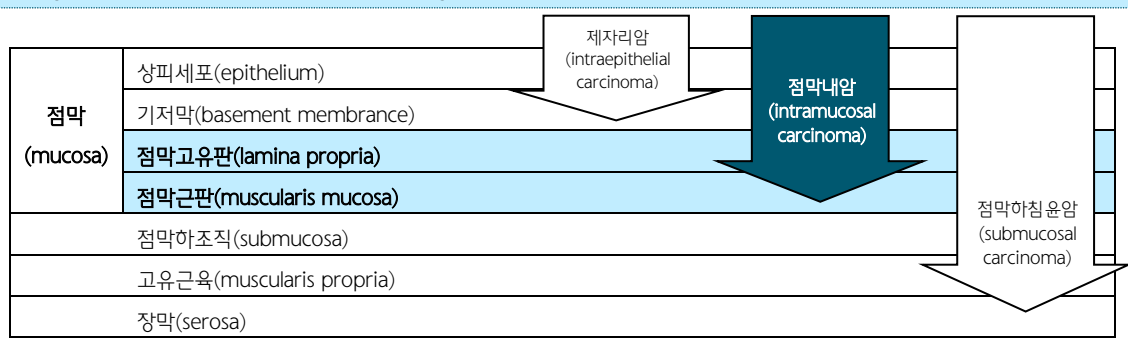 제자리암
(intraepithelial
carcinoma)
점막내암
(intramucosal
carcinoma)
점막하침윤암
(submucosal
carcinoma)
점막
(mucosa)
상피세포(epithelium)
기저막(basement membrance)
점막고유판(lamina propria)
점막근판(muscularis mucosa)
점막하조직(submucosa)
고유근육(muscularis propria)
장막(serosa)